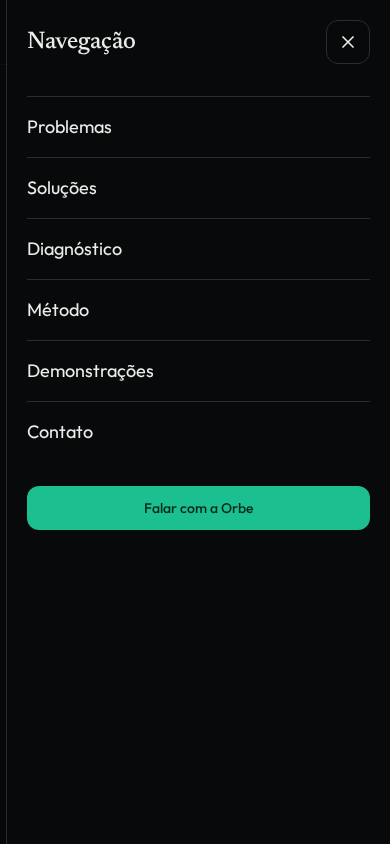 Navegação
Problemas
Soluções
Diagnóstico
Método
Demonstrações
Contato
Falar com a Orbe